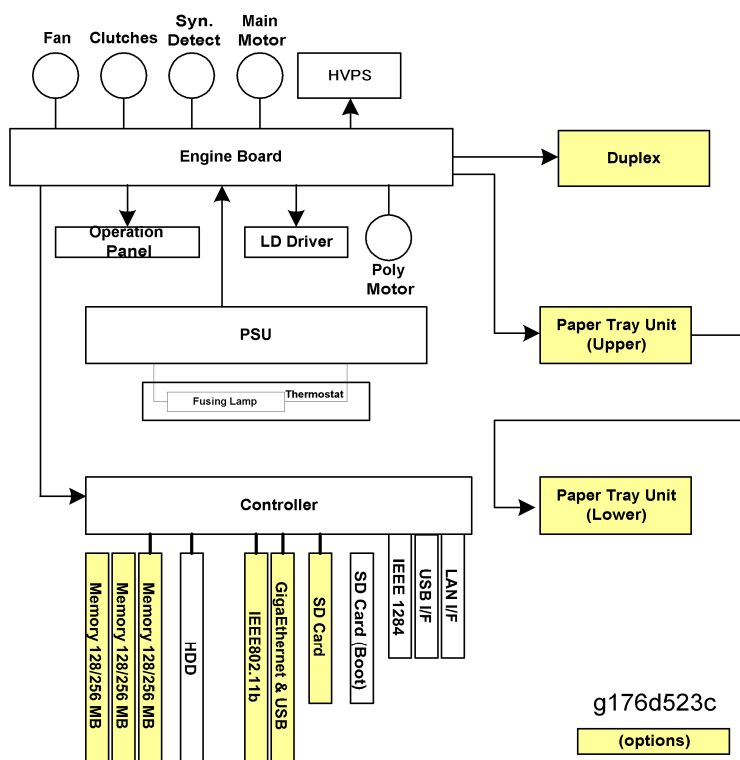 Fan
Clutches
Syn.
Detect
Main
Motor
HVPS
Engine Board
Duplex
Operation
Panel
LD Driver
Poly
Motor
PSU
Paper Tray Unit
(Upper)
Thermostat
Fusing Lamp
Controller
Paper Tray Unit
(Lower)
Memory 128/256 MB
Memory 128/256 MB
Memory 128/256 MB
HDD
IEEE802.11b
GigaEthernet & USB
SD Card
SD Card (Boot)
IEEE 1284
USB I/F
LAN I/F
g176d523c
(options)